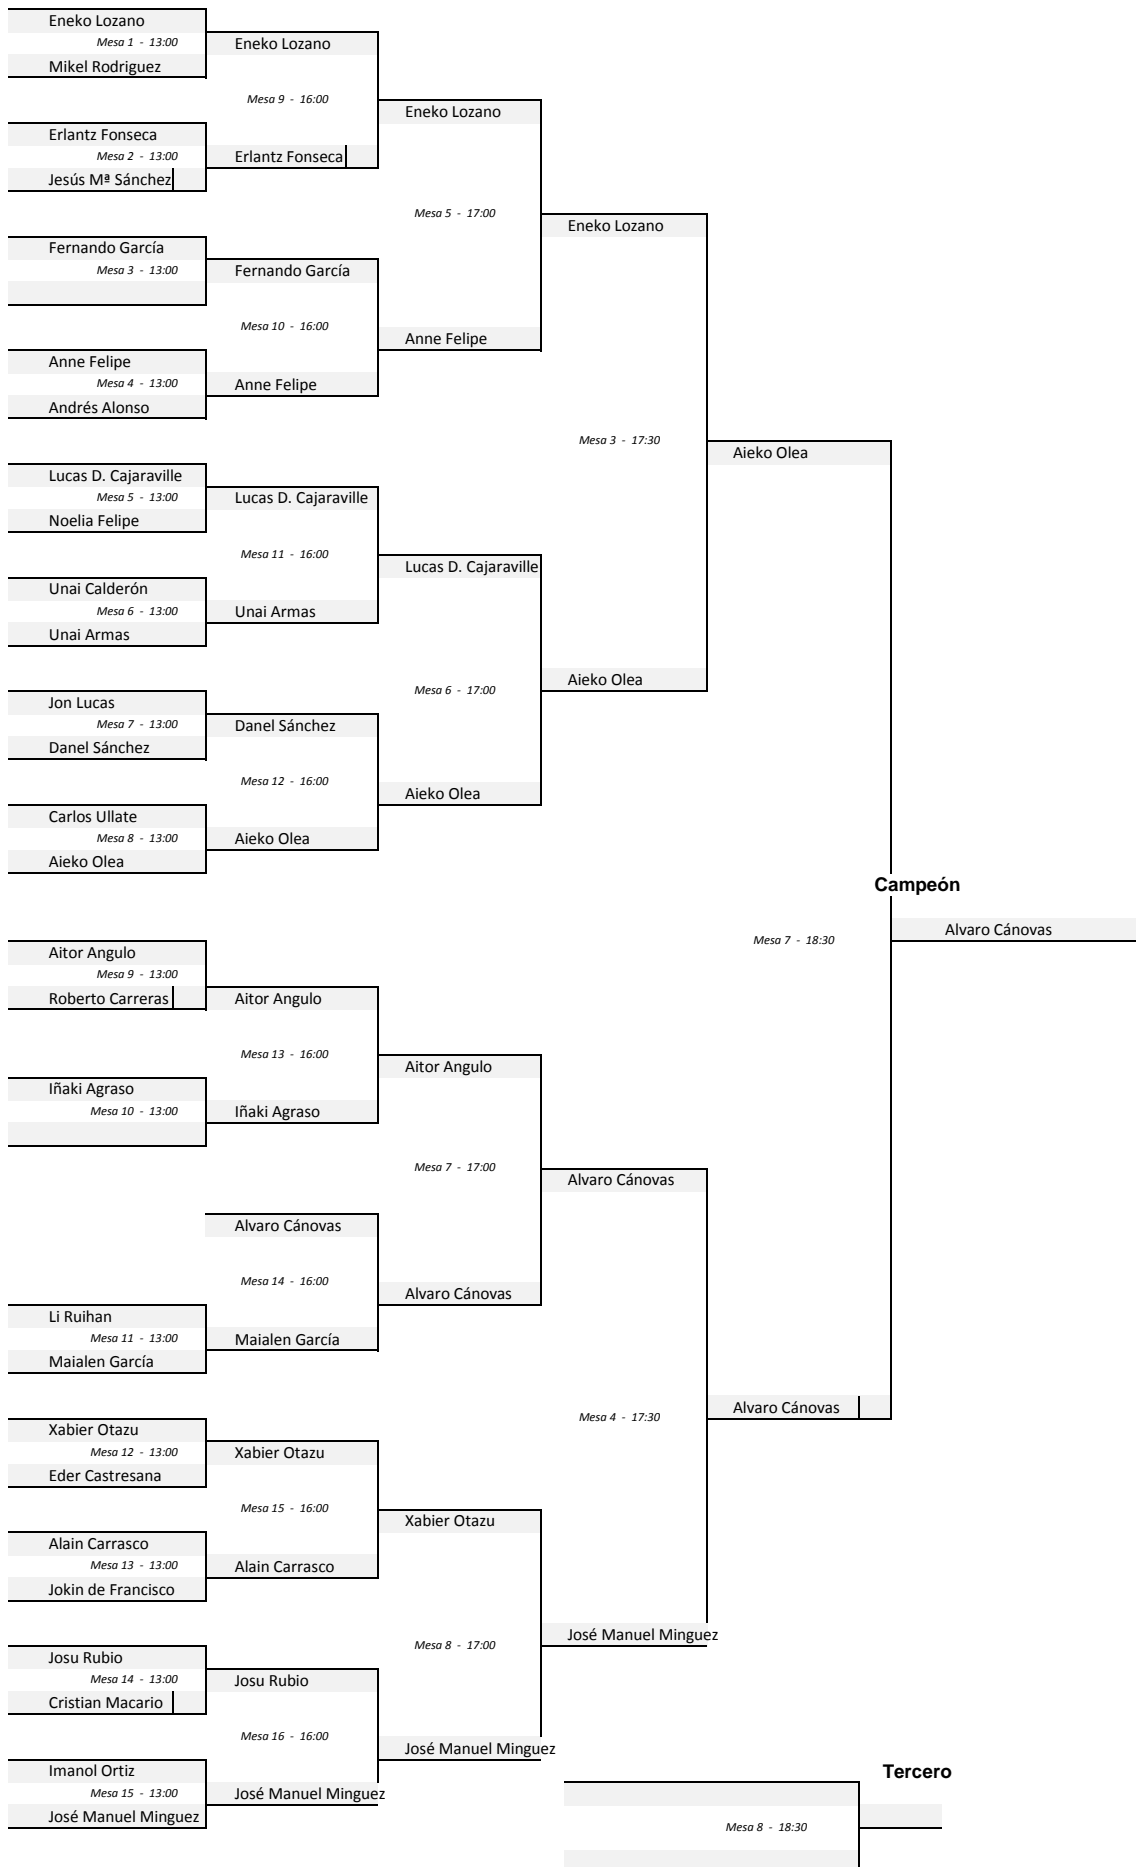 Eneko Lozano
Mesa 1 - 13:00
Eneko Lozano
Mikel Rodriguez
Mesa 9 - 16:00
Eneko Lozano
Erlantz Fonseca
Mesa 2 - 13:00
Erlantz Fonseca
Jesús Mª Sánchez
Mesa 5 - 17:00
Eneko Lozano
Fernando García
Mesa 3 - 13:00
Fernando García
Mesa 10 - 16:00
Anne Felipe
Anne Felipe
Mesa 4 - 13:00
Anne Felipe
Andrés Alonso
Mesa 3 - 17:30
Aieko Olea
Lucas D. Cajaraville
Mesa 5 - 13:00
Lucas D. Cajaraville
Noelia Felipe
Mesa 11 - 16:00
Lucas D. Cajaraville
Unai Calderón
Mesa 6 - 13:00
Unai Armas
Unai Armas
Aieko Olea
Mesa 6 - 17:00
Jon Lucas
Mesa 7 - 13:00
Danel Sánchez
Danel Sánchez
Mesa 12 - 16:00
Aieko Olea
Carlos Ullate
Mesa 8 - 13:00
Aieko Olea
Aieko Olea
Campeón
Alvaro Cánovas
Mesa 7 - 18:30
Aitor Angulo
Mesa 9 - 13:00
Roberto Carreras
Aitor Angulo
Mesa 13 - 16:00
Aitor Angulo
Iñaki Agraso
Mesa 10 - 13:00
Iñaki Agraso
Mesa 7 - 17:00
Alvaro Cánovas
Alvaro Cánovas
Mesa 14 - 16:00
Alvaro Cánovas
Li Ruihan
Mesa 11 - 13:00
Maialen García
Maialen García
Alvaro Cánovas
Mesa 4 - 17:30
Xabier Otazu
Mesa 12 - 13:00
Xabier Otazu
Eder Castresana
Mesa 15 - 16:00
Xabier Otazu
Alain Carrasco
Mesa 13 - 13:00
Alain Carrasco
Jokin de Francisco
José Manuel Minguez
Mesa 8 - 17:00
Josu Rubio
Mesa 14 - 13:00
Josu Rubio
Cristian Macario
Mesa 16 - 16:00
José Manuel Minguez
Imanol Ortiz
Tercero
Mesa 15 - 13:00
José Manuel Minguez
José Manuel Minguez
Mesa 8 - 18:30